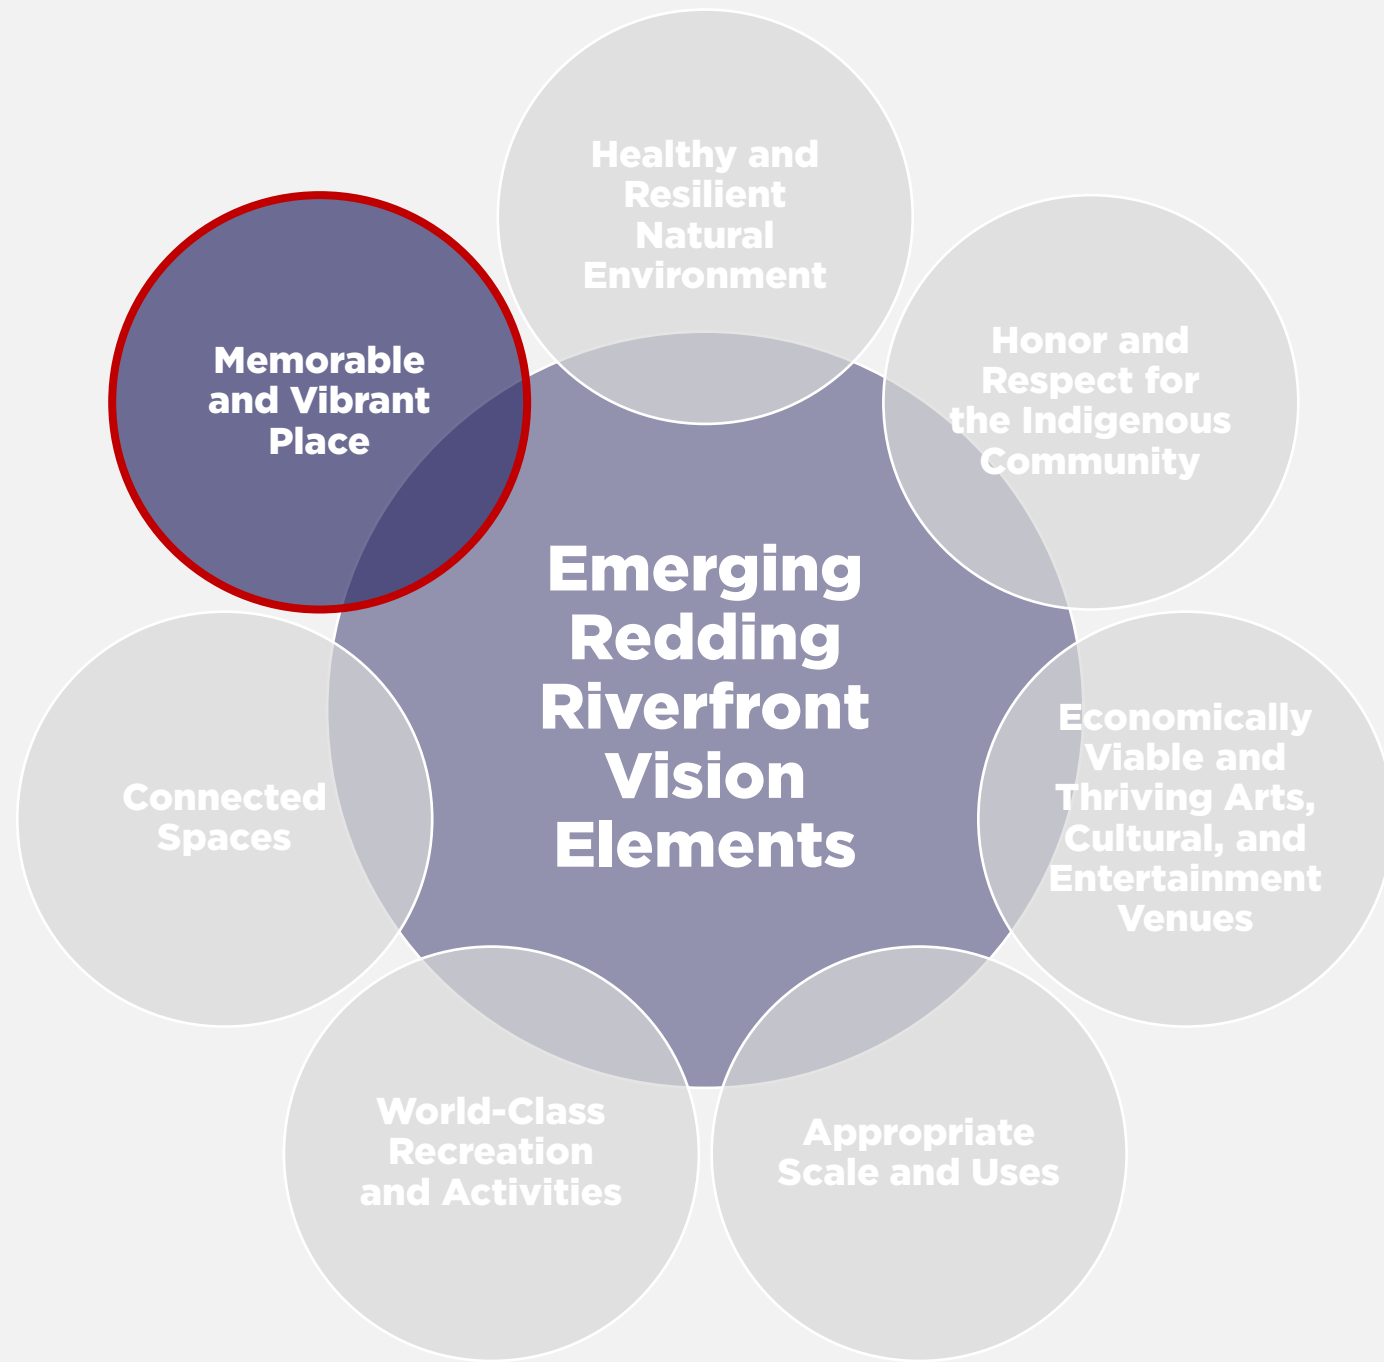 Healthy and
Resilient
Natural
Environment
Honor and
Respect for
the Indigenous
Community
Economically
Viable and
Thriving Arts,
Cultural, and
Entertainment
Venues
Appropriate
Scale and Uses
World-Class
Recreation
and Activities
Connected
Spaces
Memorable
and Vibrant
Place
Emerging
Redding
Riverfront
Vision
Elements